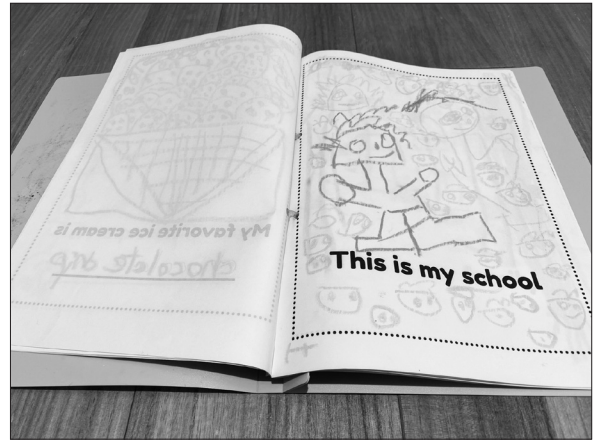 My favorite ice cream is
chocolate chip
This is my school